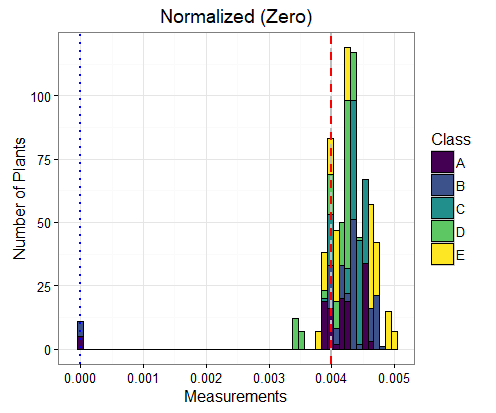 Normalized (Zero)
Number of Plants
100
75
50
25
0
0.000 0.001 0.002 0.003 0.004 0.005
Measurements
Class
A
B
C
D
E